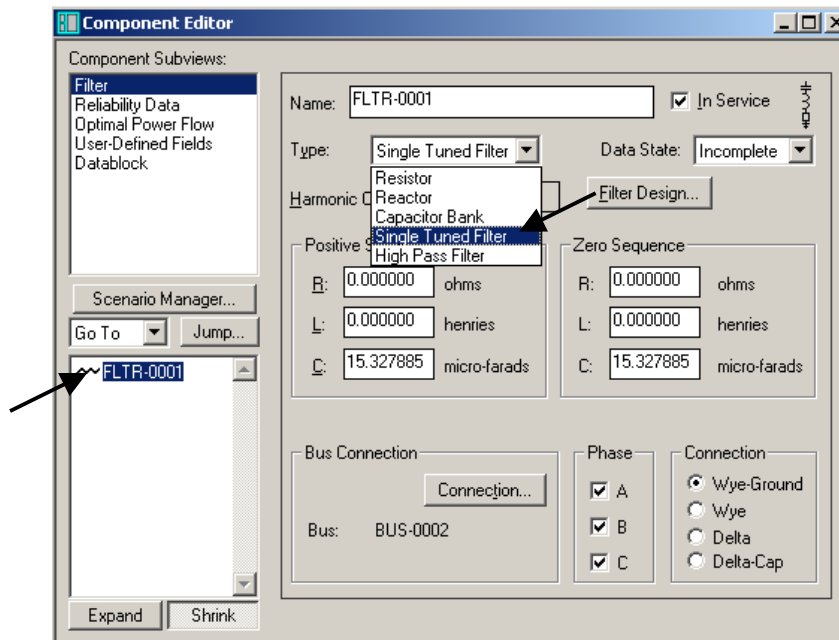 Component Editor
Component Subviews:
Filter
Reliability Data
Optimal Power Flow
User-Defined Fields
Datablock
Scenario Manager...
Go To
Jump...
FLTR-0001
Expand
Shrink
Name: FLTR-0001
In Service
Type: Single Tuned Filter
Data State: Incomplete
Resistor
Reactor
Capacitor Bank
Single Tuned Filter
High Pass Filter
Harmonic
Filter Design...
Positive
R: 0.000000 ohms
L: 0.000000 henries
C: 15.327885 micro-farads
Zero Sequence
R: 0.000000 ohms
L: 0.000000 henries
C: 15.327885 micro-farads
Bus Connection
Connection...
Bus: BUS-0002
Phase
A
B
C
Connection
Wye-Ground
Wye
Delta
Delta-Cap